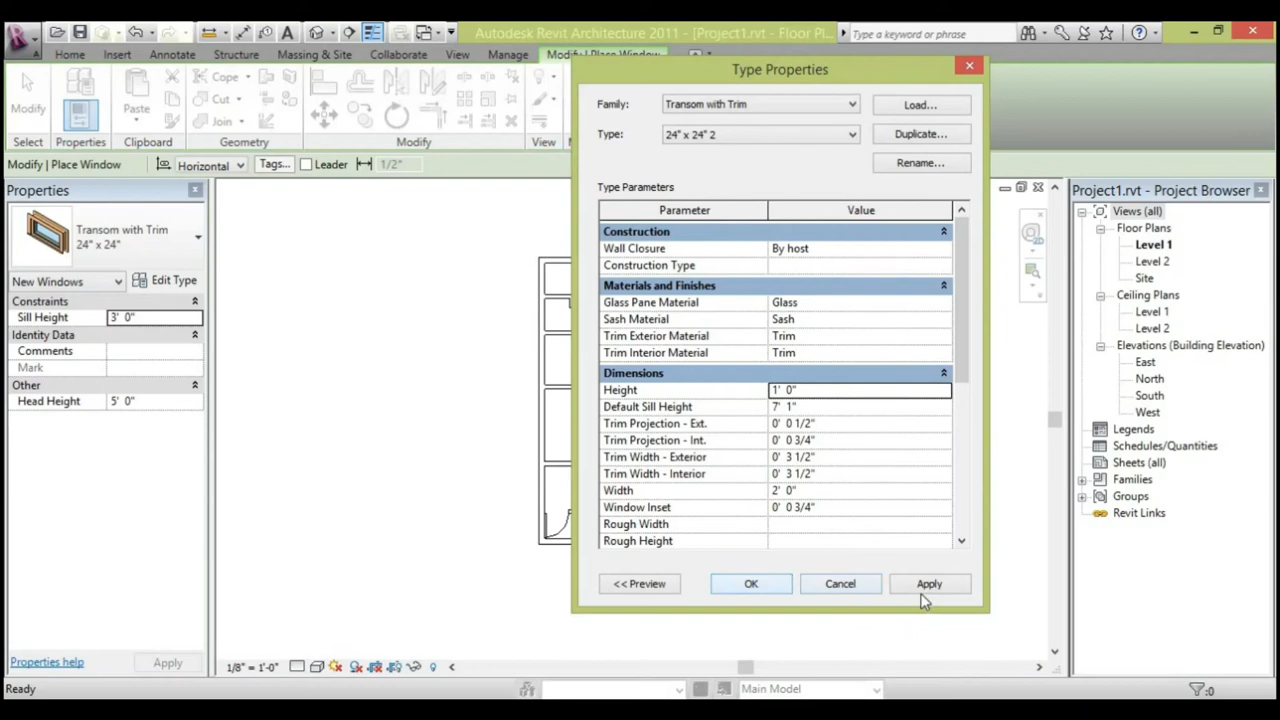 Autodesk Revit Architecture 2011 - [Project1.rvt - Floor Pl...
Type a keyword or phrase
Home Insert Annotate Structure Massing & Site Collaborate View Manage Modify | Place Window
Modify
Paste
Cope
Cut
Join
Select Properties Clipboard Geometry Modify View
Modify | Place Window Horizontal Tags... Leader 1/2"
Properties
Transom with Trim
24" x 24"
New Windows Edit Type
Constraints
Sill Height 3' 0"
Identity Data
Comments
Mark
Other
Head Height 5' 0"
Properties help Apply
Ready
Type Properties
Family: Transom with Trim Load...
Type: 24" x 24" 2 Duplicate...
Rename...
Type Parameters
Parameter Value
Construction
Wall Closure By host
Construction Type
Materials and Finishes
Glass Pane Material Glass
Sash Material Sash
Trim Exterior Material Trim
Trim Interior Material Trim
Dimensions
Height 1' 0"
Default Sill Height 7' 1"
Trim Projection - Ext. 0' 0 1/2"
Trim Projection - Int. 0' 0 3/4"
Trim Width - Exterior 0' 3 1/2"
Trim Width - Interior 0' 3 1/2"
Width 2' 0"
Window Inset 0' 0 3/4"
Rough Width
Rough Height
<< Preview OK Cancel Apply
1/8" = 1'-0"
:0
Main Model
:0
Project1.rvt - Project Browser
Views (all)
Floor Plans
Level 1
Level 2
Site
Ceiling Plans
Level 1
Level 2
Elevations (Building Elevation)
East
North
South
West
Legends
Schedules/Quantities
Sheets (all)
Families
Groups
Revit Links